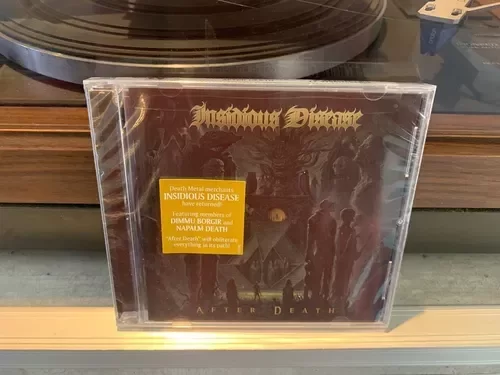 Insidious Disease
Death Metal merchants
INSIDIOUS DISEASE
have returned!
Featuring members of
DIMMU BORGIR and
NAPALM DEATH
"After Death" will obliterate
everything in its path!
After Death